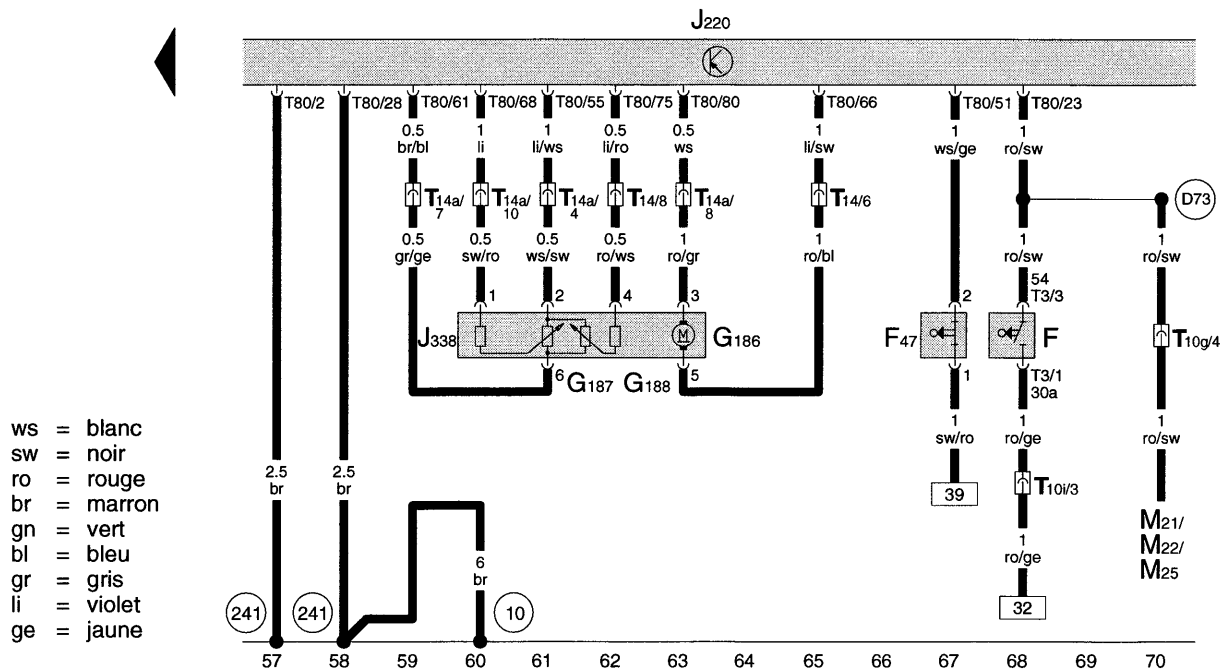 J220
T80/2
T80/28
T80/61
T80/68
T80/55
T80/75
T80/80
T80/66
T80/51
T80/23
0.5
br/bl
1
li
1
li/ws
0.5
li/ro
0.5
ws
1
li/sw
1
ws/ge
1
ro/sw
T14a/
7
T14a/
10
T14a/
4
T14/8
T14a/
8
T14/6
D73
0.5
gr/ge
0.5
sw/ro
0.5
ws/sw
0.5
ro/ws
1
ro/gr
1
ro/bl
1
ro/sw
1
ro/sw
54
T3/3
1
2
4
3
2
J338
M
G186
F47
F
T10g/4
6
G187
G188
5
1
T3/1
30a
1
sw/ro
1
ro/ge
1
ro/sw
39
T10i/3
M21/
M22/
M25
1
ro/ge
32
ws = blanc
sw = noir
ro = rouge
br = marron
gn = vert
bl = bleu
gr = gris
li = violet
ge = jaune
2.5
br
2.5
br
6
br
241
241
10
57 58 59 60 61 62 63 64 65 66 67 68 69 70